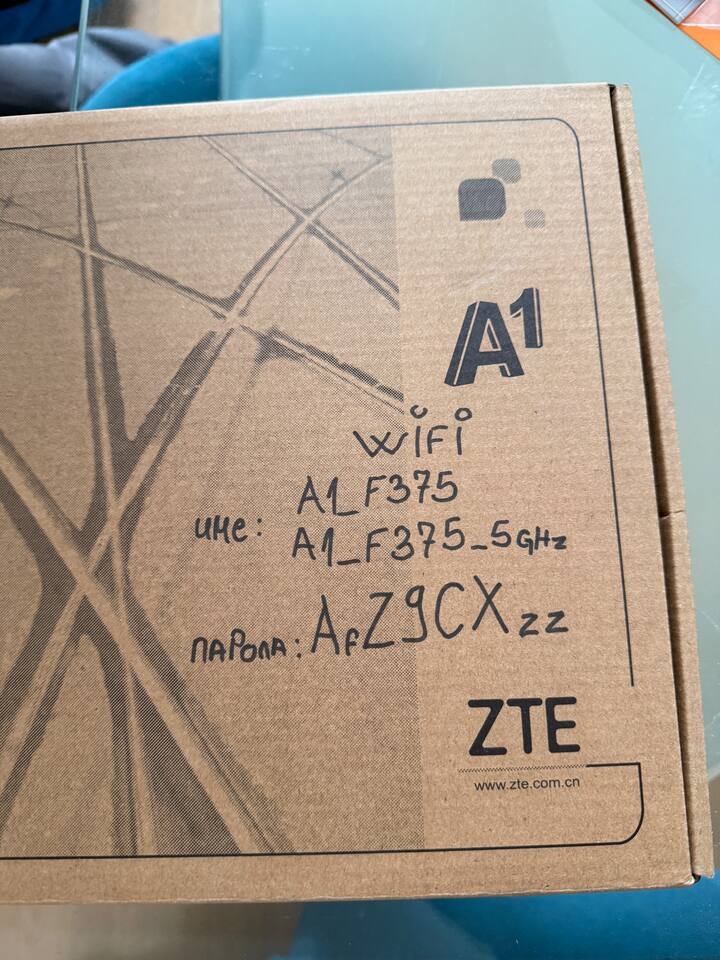 A1
WiFi
име: A1_F375
A1_F375_5GHz
ПАРОЛА: AfZ9CXzz
ZTE
www.zte.com.cn